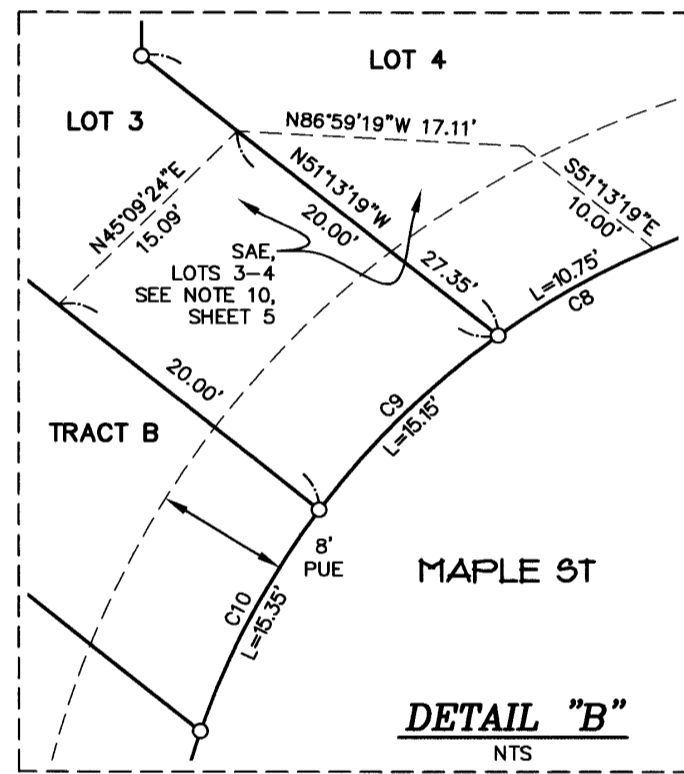 LOT 4
LOT 3
N86°59'19"W 17.11'
N51°13'19"W
20.00'
S51°13'19"E
10.00'
N45°09'24"E
15.09'
SAE,
LOTS 3-4
SEE NOTE 10,
SHEET 5
27.35'
L=10.75'
C8
20.00'
C9
L=15.15'
TRACT B
8'
PUE
MAPLE ST
C10
L=15.35'
DETAIL "B"
NTS